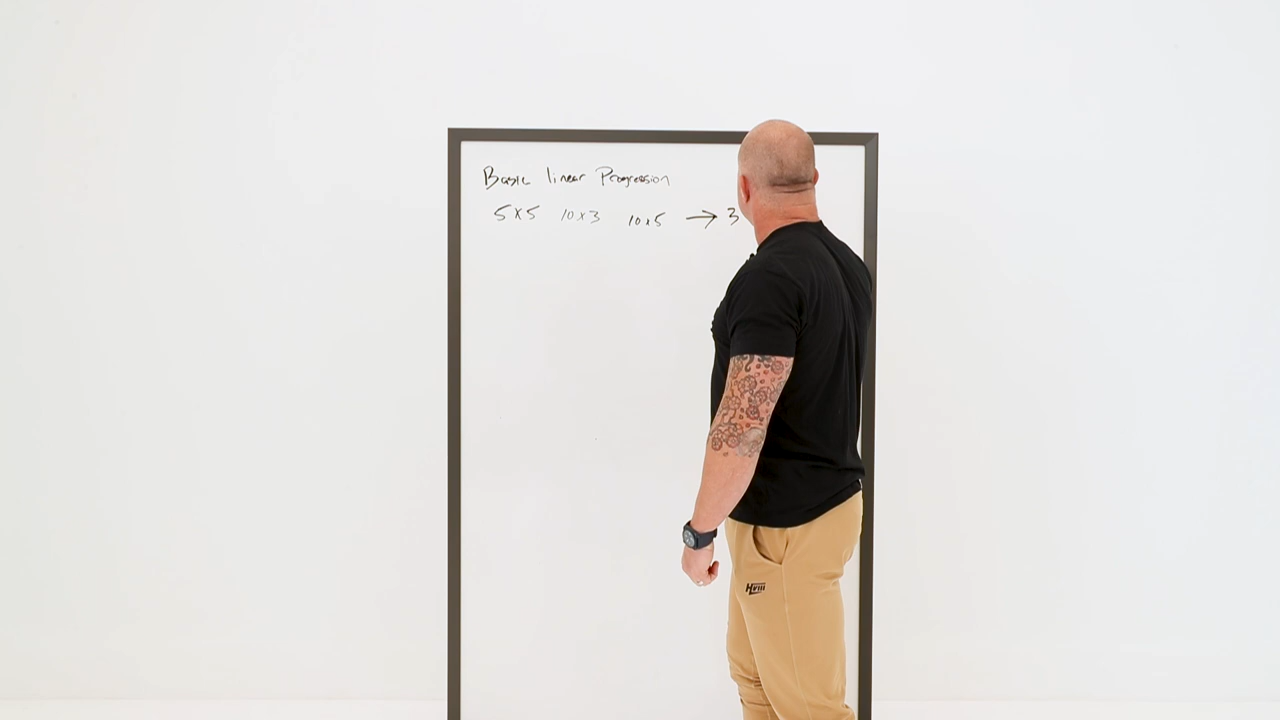 Basic linear Progression
5x5 10x3 10x5 → 3